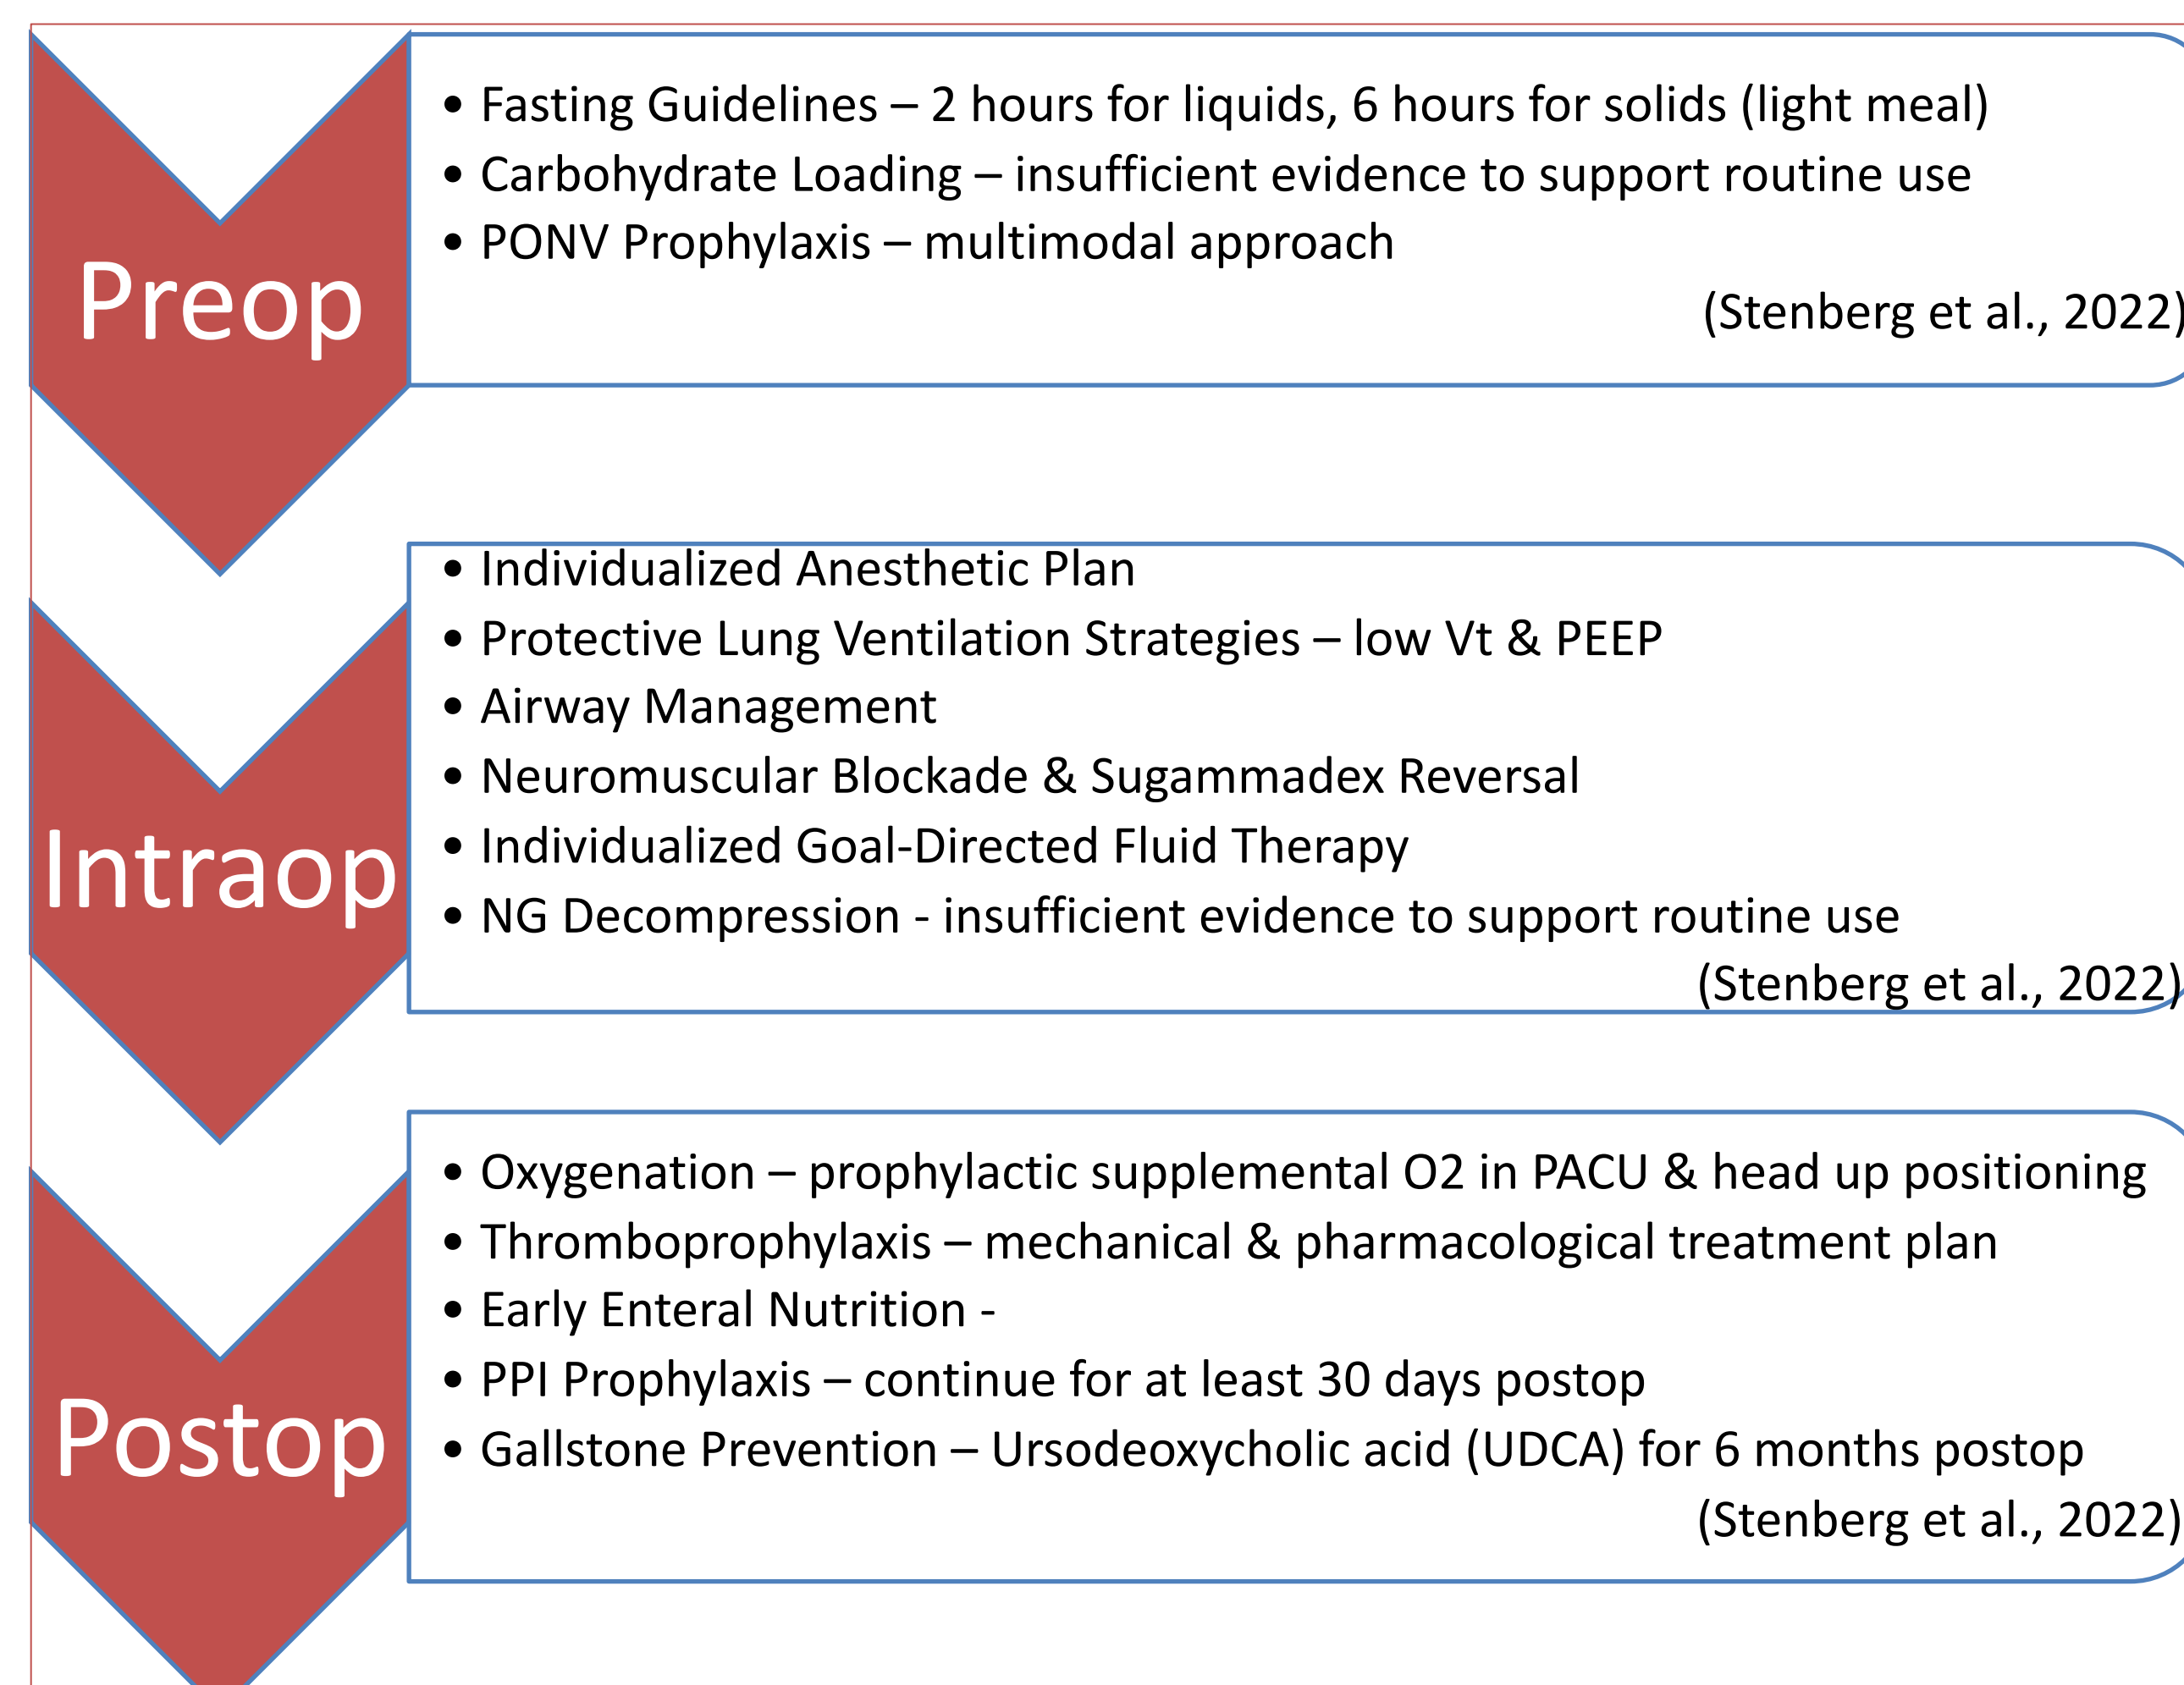 Preop
• Fasting Guidelines – 2 hours for liquids, 6 hours for solids (light meal)
• Carbohydrate Loading – insufficient evidence to support routine use
• PONV Prophylaxis – multimodal approach
(Stenberg et al., 2022)
Intraop
• Individualized Anesthetic Plan
• Protective Lung Ventilation Strategies – low Vt & PEEP
• Airway Management
• Neuromuscular Blockade & Sugammadex Reversal
• Individualized Goal-Directed Fluid Therapy
• NG Decompression - insufficient evidence to support routine use
(Stenberg et al., 2022)
Postop
• Oxygenation – prophylactic supplemental O2 in PACU & head up positioning
• Thromboprophylaxis – mechanical & pharmacological treatment plan
• Early Enteral Nutrition -
• PPI Prophylaxis – continue for at least 30 days postop
• Gallstone Prevention – Ursodeoxycholic acid (UDCA) for 6 months postop
(Stenberg et al., 2022)